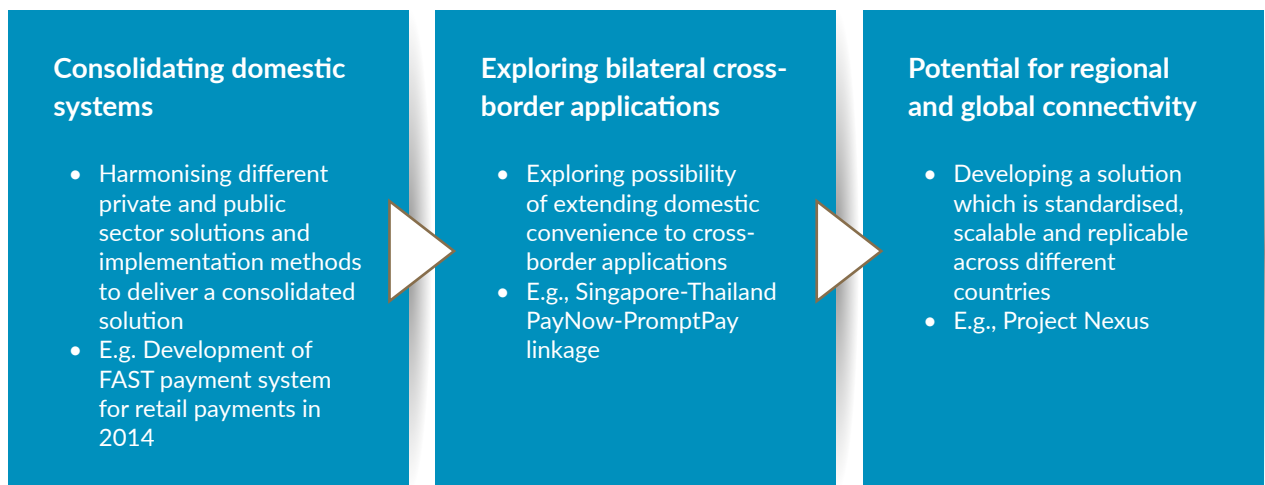 Consolidating domestic
systems
• Harmonising different
private and public
sector solutions and
implementation methods
to deliver a consolidated
solution
• E.g. Development of
FAST payment system
for retail payments in
2014
Exploring bilateral cross-
border applications
• Exploring possibility
of extending domestic
convenience to cross-
border applications
• E.g., Singapore-Thailand
PayNow-PromptPay
linkage
Potential for regional
and global connectivity
• Developing a solution
which is standardised,
scalable and replicable
across different
countries
• E.g., Project Nexus